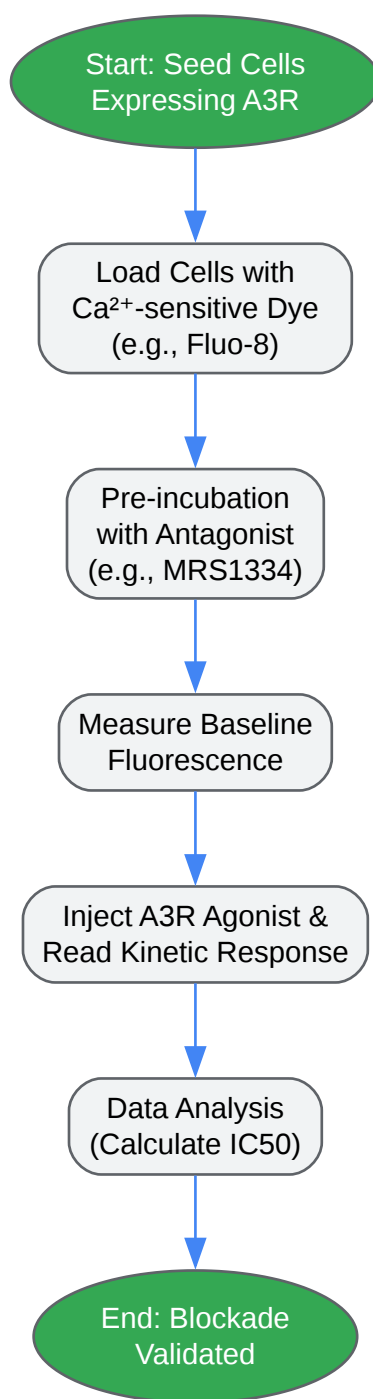 Start: Seed Cells
Expressing A3R
Load Cells with
Ca²⁺-sensitive Dye
(e.g., Fluo-8)
Pre-incubation
with Antagonist
(e.g., MRS1334)
Measure Baseline
Fluorescence
Inject A3R Agonist &
Read Kinetic Response
Data Analysis
(Calculate IC50)
End: Blockade
Validated